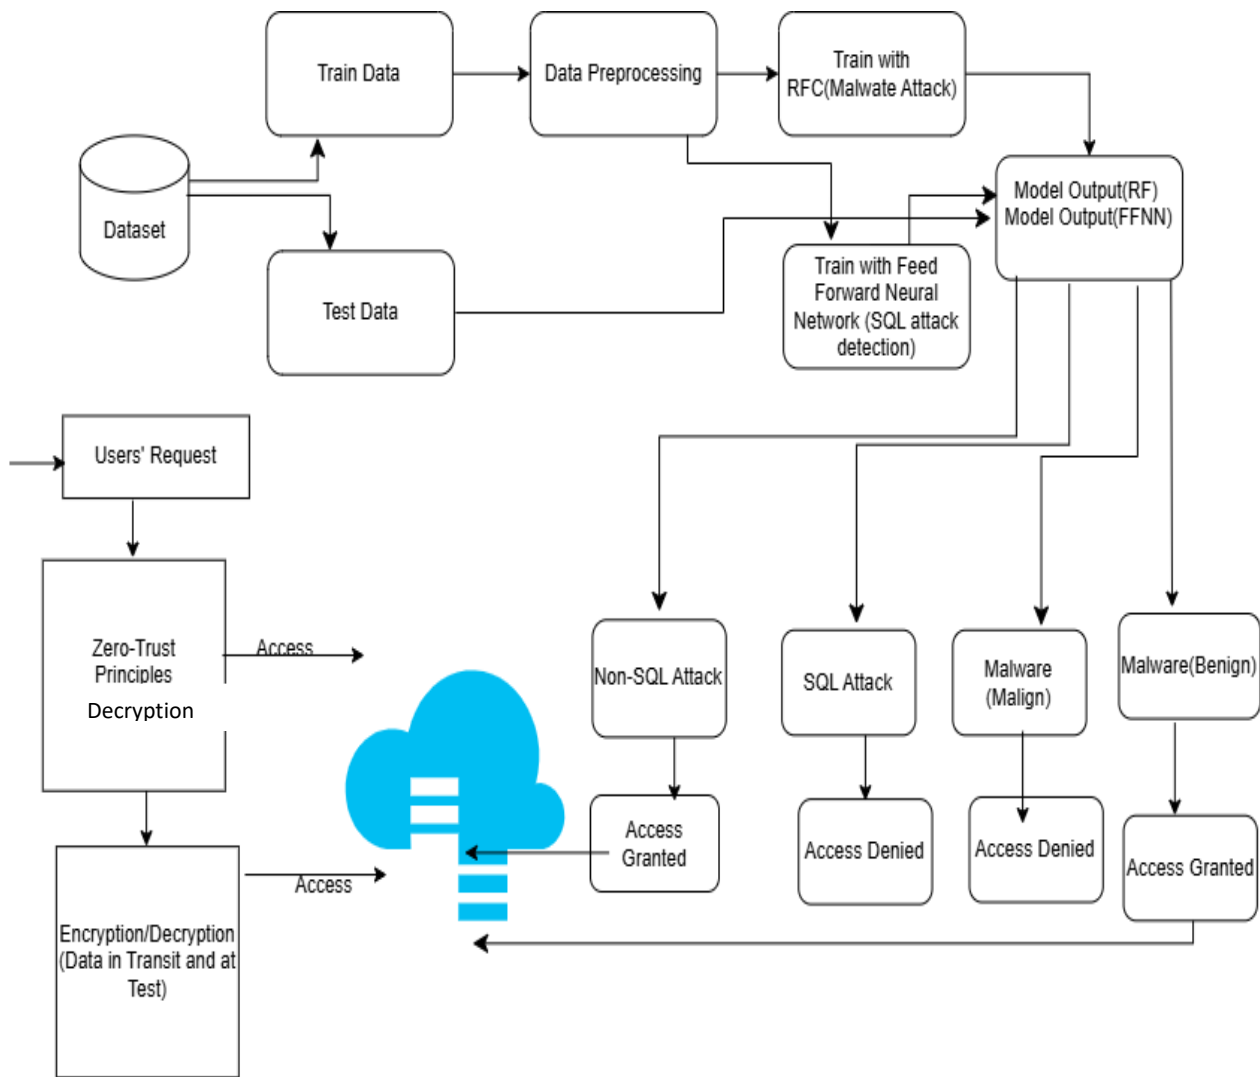 Train Data
Data Preprocessing
Train with
RFC(Malwate Attack)
Dataset
Model Output(RF)
Model Output(FFNN)
Test Data
Train with Feed
Forward Neural
Network (SQL attack
detection)
Users' Request
Zero-Trust
Principles
Decryption
Access
Non-SQL Attack
SQL Attack
Malware
(Malign)
Malware(Benign)
Access
Granted
Access Denied
Access Denied
Access Granted
Access
Encryption/Decryption
(Data in Transit and at
Test)